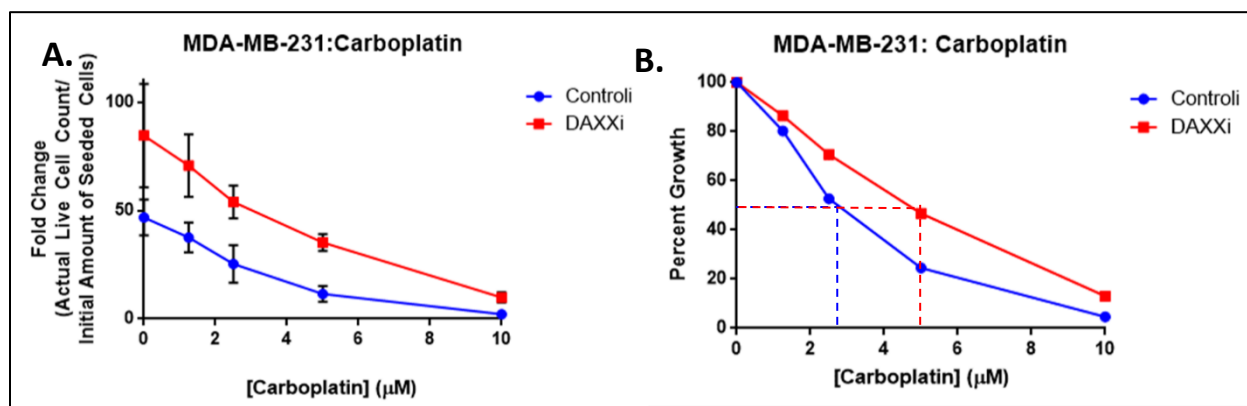 A.
MDA-MB-231:Carboplatin
Fold Change
(Actual Live Cell Count/
Initial Amount of Seeded Cells)
100
50
0
0 2 4 6 8 10
[Carboplatin] (μM)
Controli
DAXXi
B.
MDA-MB-231: Carboplatin
Percent Growth
100
80
60
40
20
0
0 2 4 6 8 10
[Carboplatin] (μM)
Controli
DAXXi